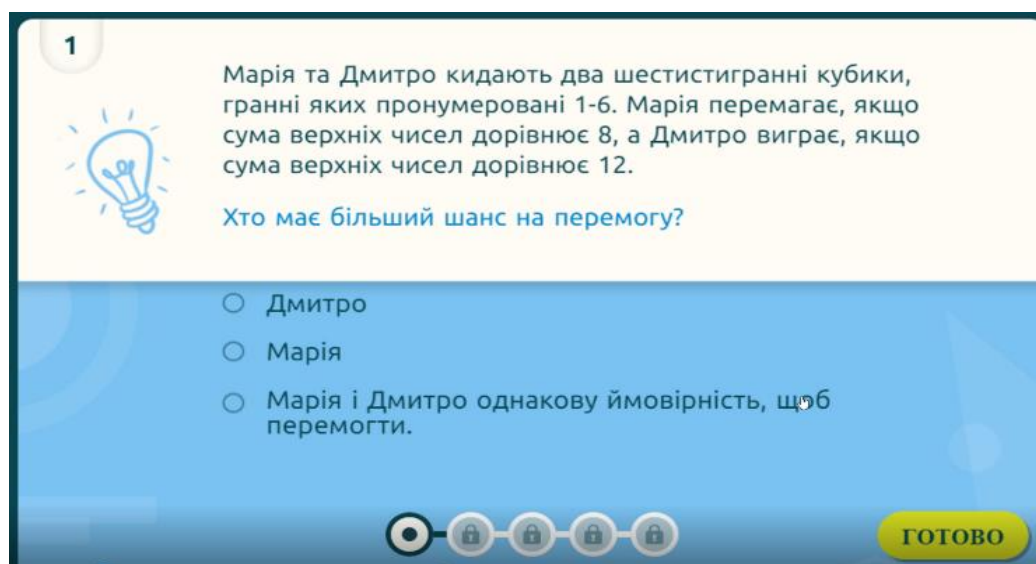 1
Марія та Дмитро кидають два шестистигранні кубики,
гранні яких пронумеровані 1-6. Марія перемагає, якщо
сума верхніх чисел дорівнює 8, а Дмитро виграє, якщо
сума верхніх чисел дорівнює 12.
Хто має більший шанс на перемогу?
Дмитро
Марія
Марія і Дмитро однакову ймовірність, щоб
перемогти.
ГОТОВО